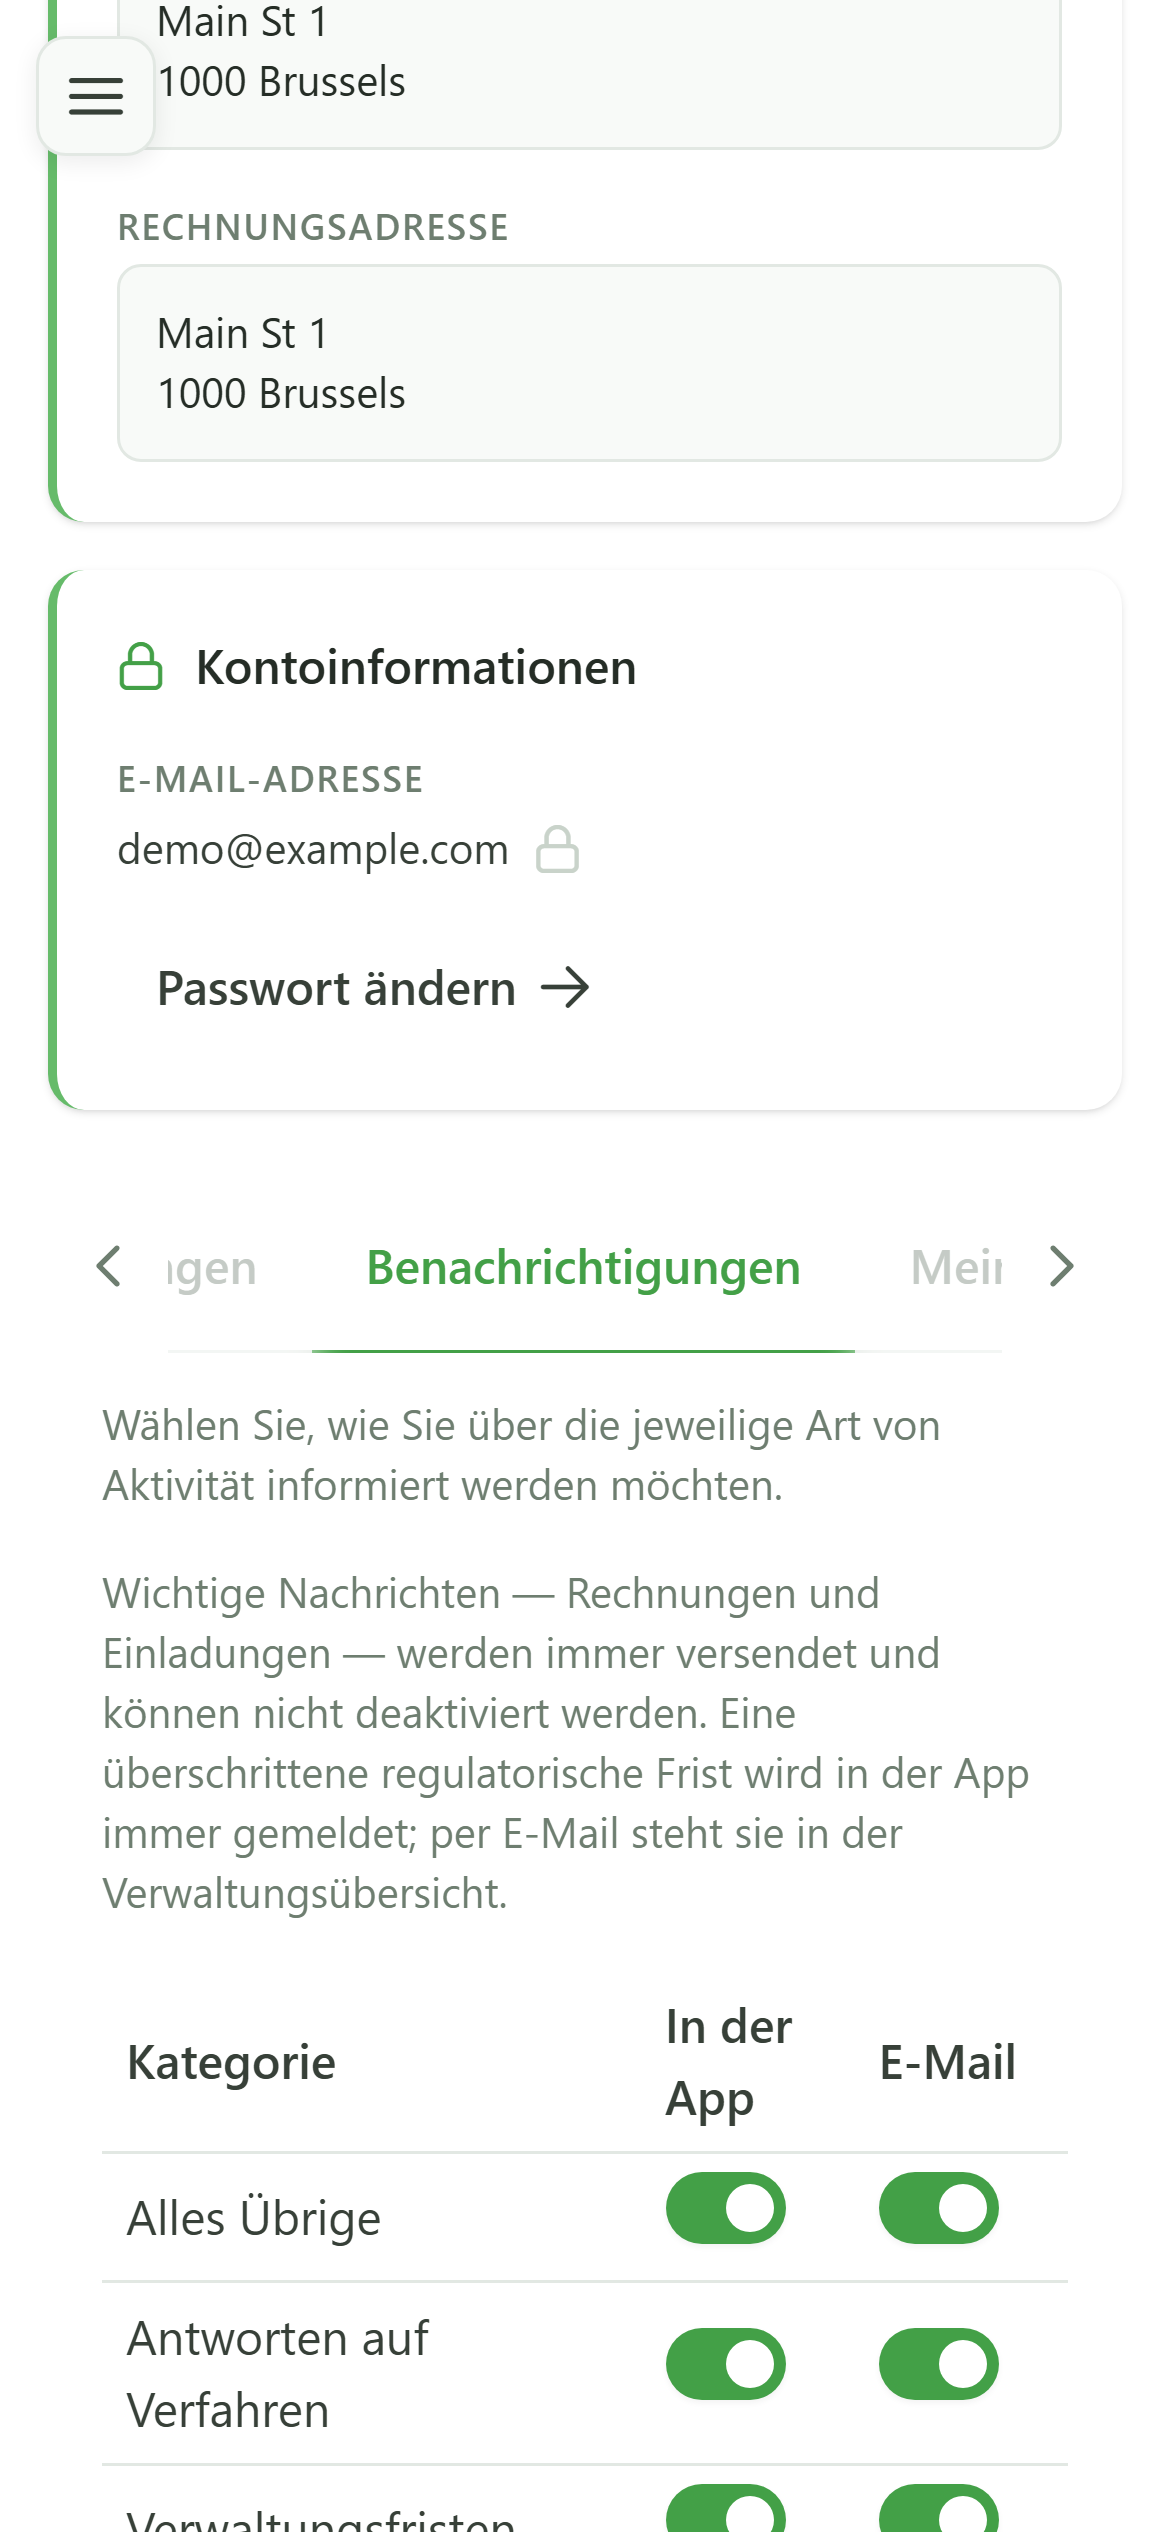 Main St 1
1000 Brussels
RECHNUNGSADRESSE
Main St 1
1000 Brussels
Kontoinformationen
E-MAIL-ADRESSE
demo@example.com
Passwort ändern
Benachrichtigungen
Wählen Sie, wie Sie über die jeweilige Art von
Aktivität informiert werden möchten.
Wichtige Nachrichten — Rechnungen und
Einladungen — werden immer versendet und
können nicht deaktiviert werden. Eine
überschrittene regulatorische Frist wird in der App
immer gemeldet; per E-Mail steht sie in der
Verwaltungsübersicht.
Kategorie
In der
App
E-Mail
Alles Übrige
Antworten auf
Verfahren
Verwaltungsfristen